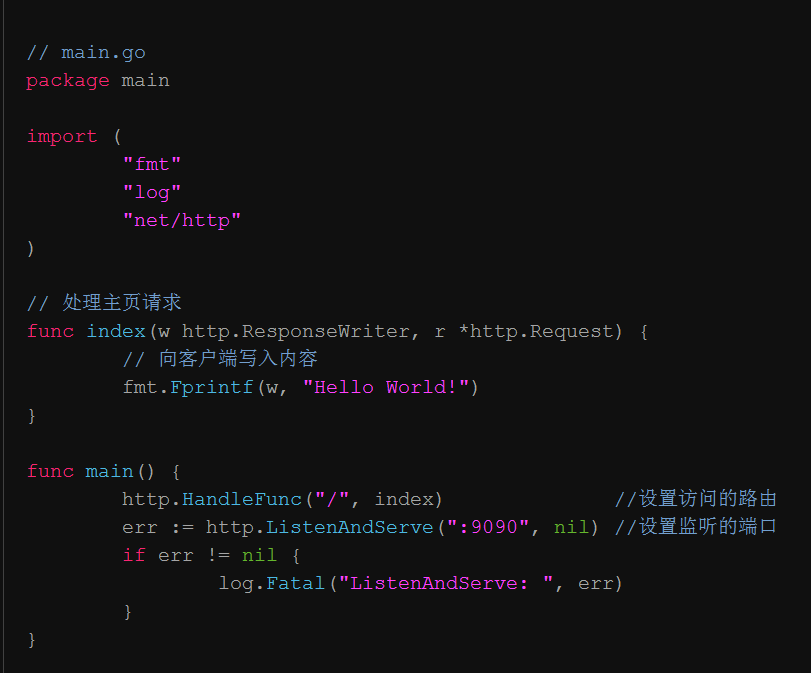 // main.go
package main
import (
"fmt"
"log"
"net/http"
)
// 处理主页请求
func index(w http.ResponseWriter, r *http.Request) {
// 向客户端写入内容
fmt.Fprintf(w, "Hello World!")
}
func main() {
http.HandleFunc("/", index) //设置访问的路由
err := http.ListenAndServe(":9090", nil) //设置监听的端口
if err != nil {
log.Fatal("ListenAndServe: ", err)
}
}